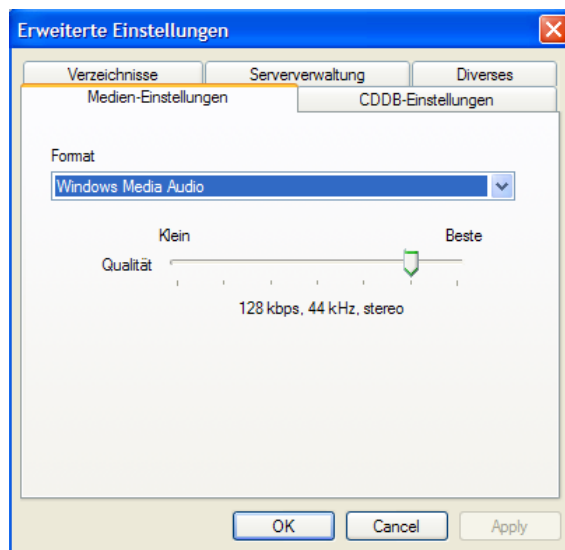 Erweiterte Einstellungen
Verzeichnisse Serververwaltung Diverses
Medien-Einstellungen CDDB-Einstellungen
Format
Windows Media Audio
Klein Beste
Qualität
128 kbps, 44 kHz, stereo
OK Cancel Apply